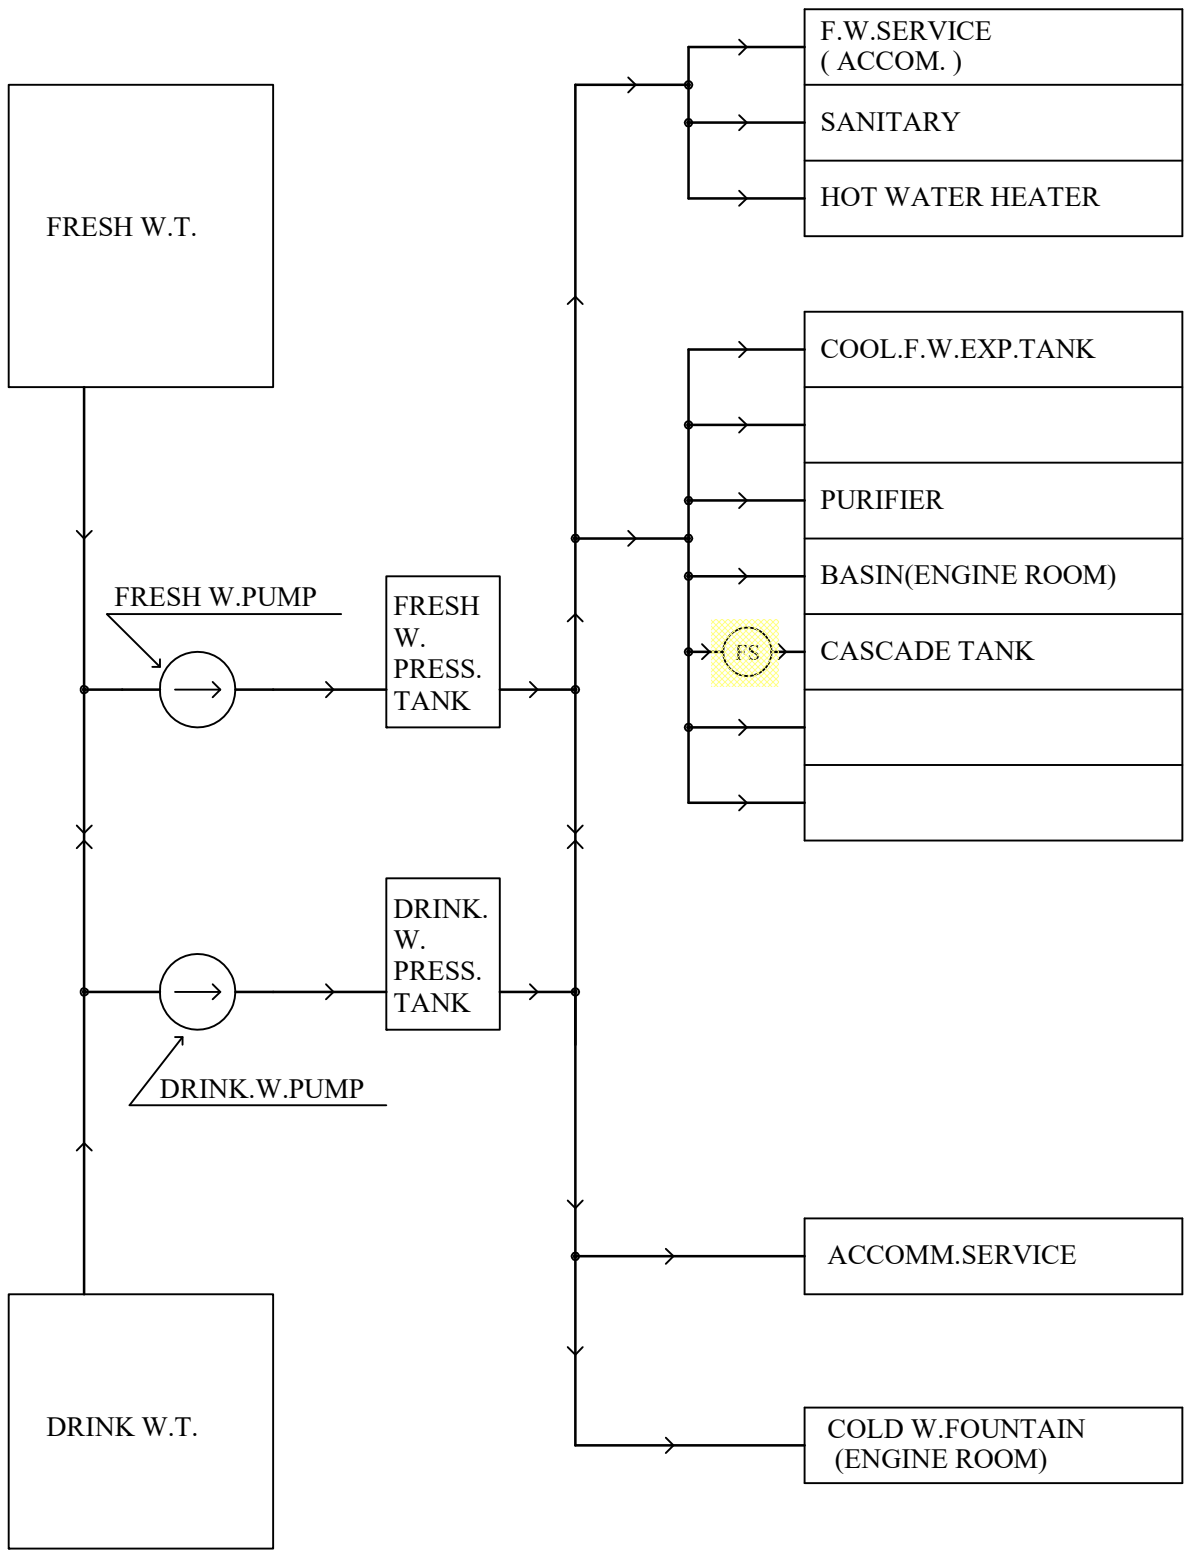 F.W.SERVICE
( ACCOM. )
SANITARY
HOT WATER HEATER
FRESH W.T.
COOL.F.W.EXP.TANK
PURIFIER
BASIN(ENGINE ROOM)
FRESH W.PUMP
FRESH
W.
PRESS.
TANK
FS
CASCADE TANK
DRINK.
W.
PRESS.
TANK
DRINK.W.PUMP
ACCOMM.SERVICE
DRINK W.T.
COLD W.FOUNTAIN
(ENGINE ROOM)